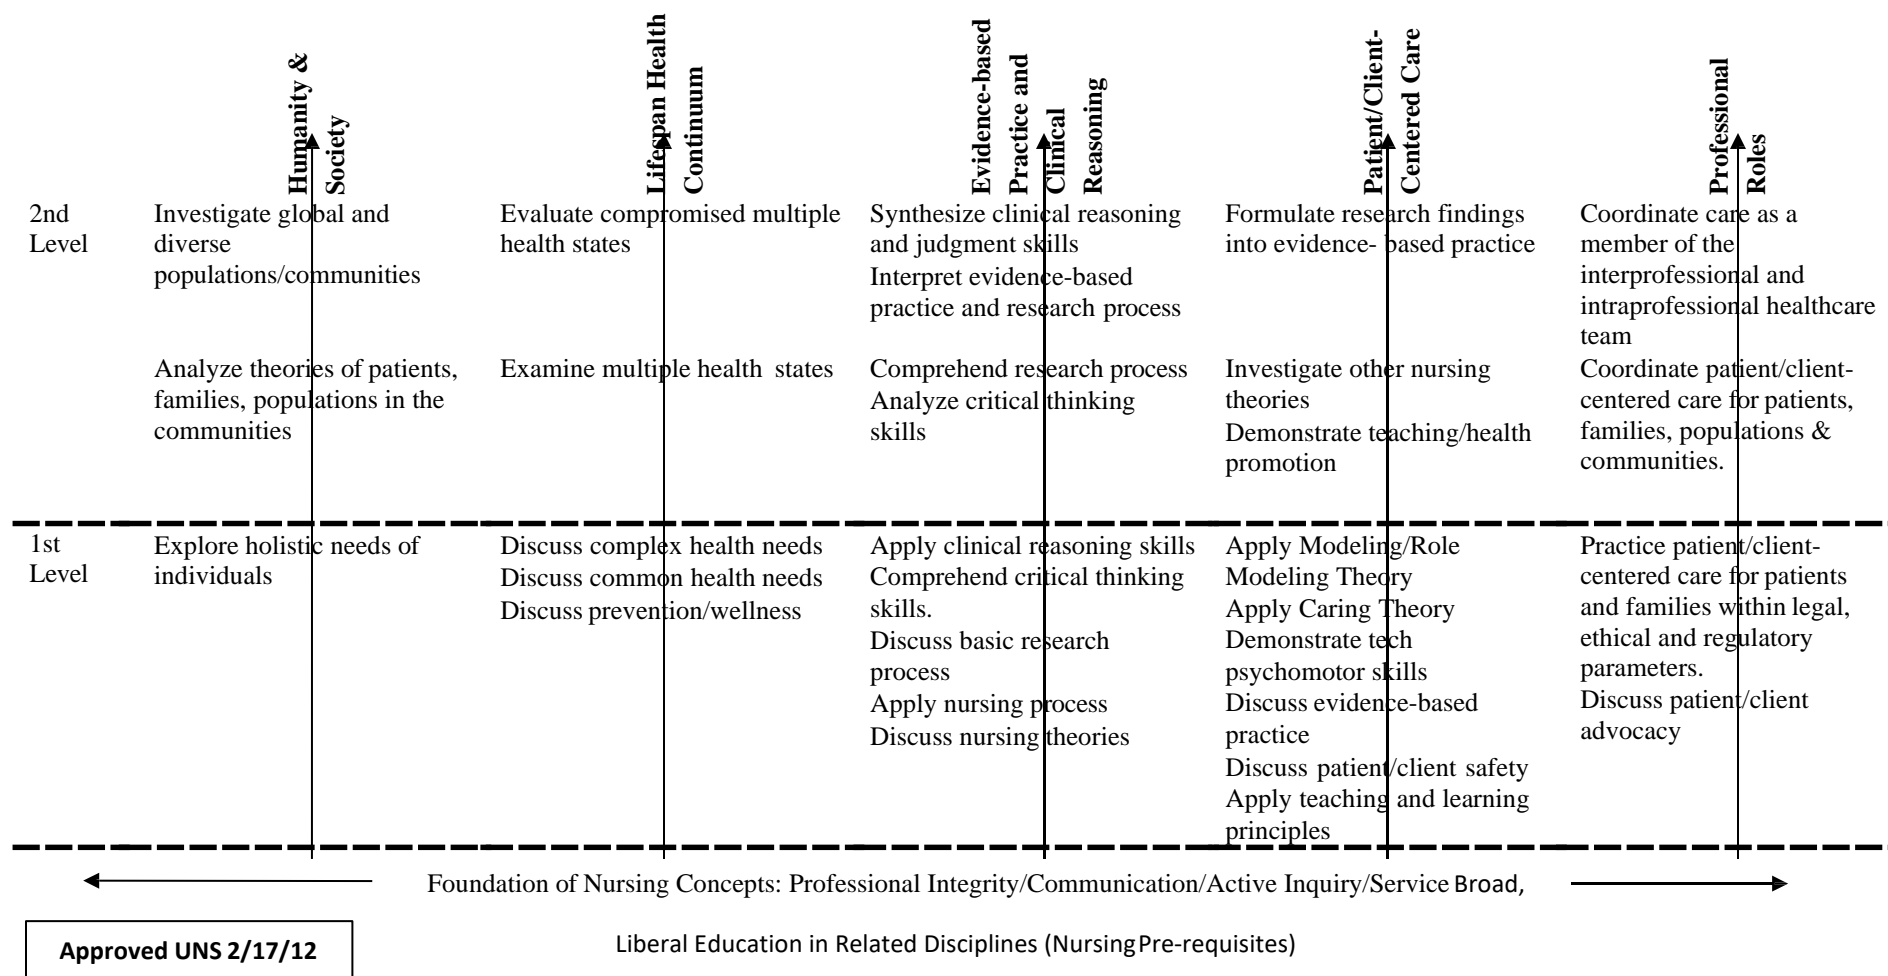 Humanity &
Society
Lifespan Health
Continuum
Evidence-based
Practice and
Clinical
Reasoning
Patient/Client-
Centered Care
Professional
Roles
2nd
Level
Investigate global and
diverse
populations/communities
Evaluate compromised multiple
health states
Synthesize clinical reasoning
and judgment skills
Interpret evidence-based
practice and research process
Formulate research findings
into evidence- based practice
Coordinate care as a
member of the
interprofessional and
intraprofessional healthcare
team
Analyze theories of patients,
families, populations in the
communities
Examine multiple health states
Comprehend research process
Analyze critical thinking
skills
Investigate other nursing
theories
Demonstrate teaching/health
promotion
Coordinate patient/client-
centered care for patients,
families, populations &
communities.
1st
Level
Explore holistic needs of
individuals
Discuss complex health needs
Discuss common health needs
Discuss prevention/wellness
Apply clinical reasoning skills
Comprehend critical thinking
skills.
Discuss basic research
process
Apply nursing process
Discuss nursing theories
Apply Modeling/Role
Modeling Theory
Apply Caring Theory
Demonstrate tech
psychomotor skills
Discuss evidence-based
practice
Discuss patient/client safety
Apply teaching and learning
principles
Practice patient/client-
centered care for patients
and families within legal,
ethical and regulatory
parameters.
Discuss patient/client
advocacy
Foundation of Nursing Concepts: Professional Integrity/Communication/Active Inquiry/Service Broad,
Liberal Education in Related Disciplines (Nursing Pre-requisites)
Approved UNS 2/17/12